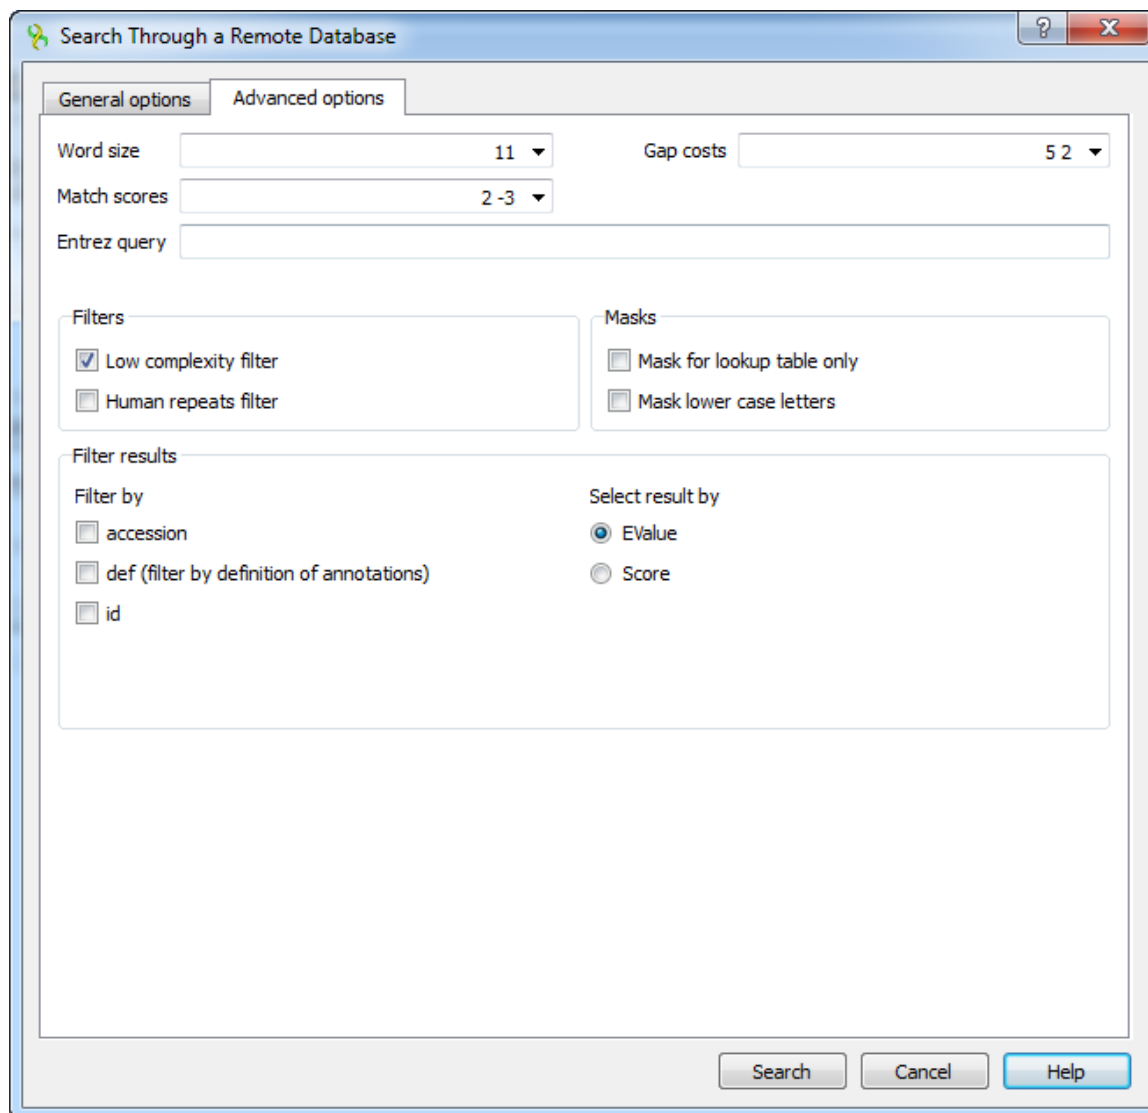 Search Through a Remote Database
?
X
General options Advanced options
Word size 11 Gap costs 5 2
Match scores 2 -3
Entrez query
Filters Masks
Low complexity filter Mask for lookup table only
Human repeats filter Mask lower case letters
Filter results
Filter by Select result by
accession EValue
def (filter by definition of annotations) Score
id
Search Cancel Help